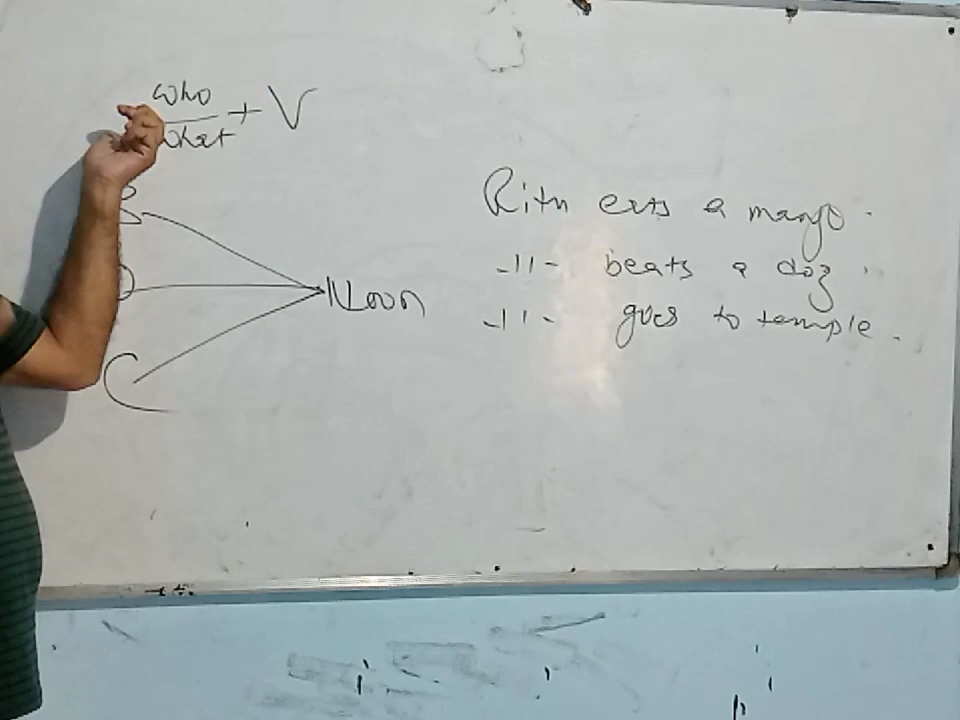 who
what + V
S
O
C
Noun
Ritu eats a mango.
-11- beats a dog.
-11- goes to temple.